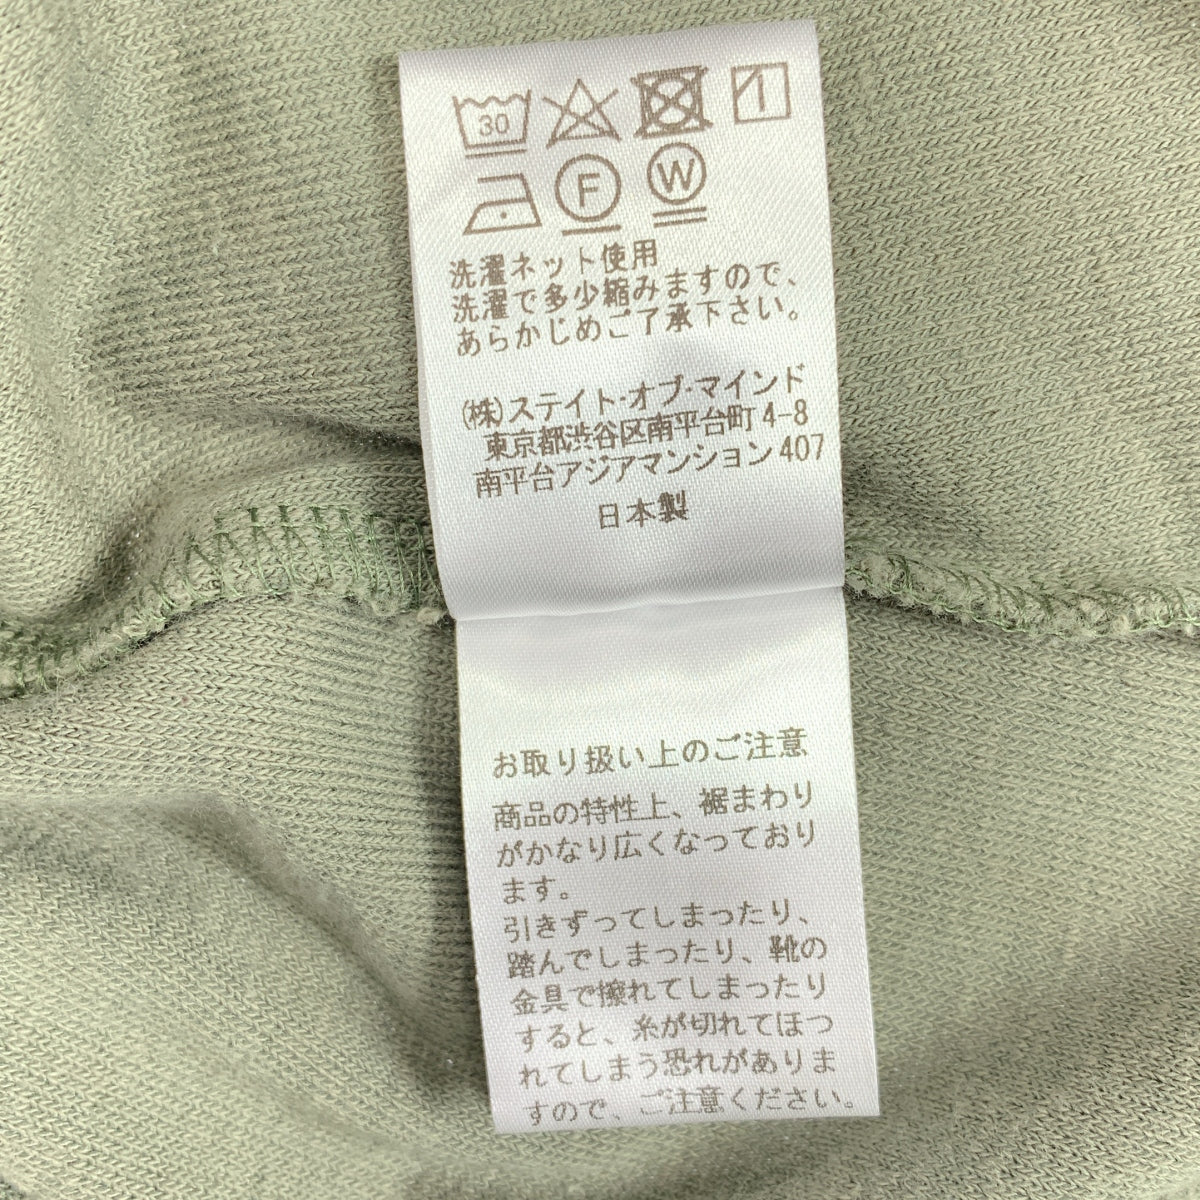 30
F W
洗濯ネット使用
洗濯で多少縮みますので、
あらかじめご了承下さい。
㈱ステイト・オブ・マインド
東京都渋谷区南平台町4-8
南平台アジアマンション407
日本製
お取り扱い上のご注意
商品の特性上、裾まわり
がかなり広くなっており
ます。
引きずってしまったり、
踏んでしまったり、靴の
金具で擦れてしまったり
すると、糸が切れてほつ
れてしまう恐れがありま
すので、ご注意ください。